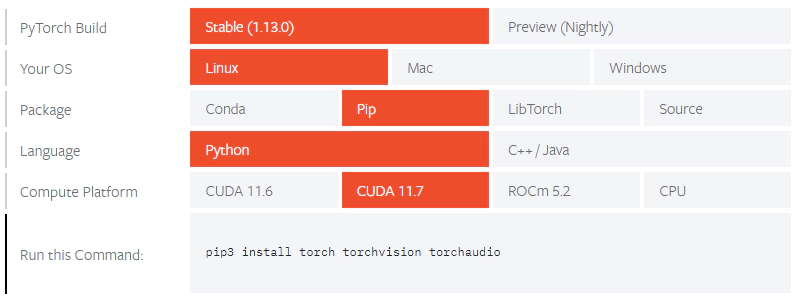 PyTorch Build Stable (1.13.0) Preview (Nightly)
Your OS Linux Mac Windows
Package Conda Pip LibTorch Source
Language Python C++ / Java
Compute Platform CUDA 11.6 CUDA 11.7 ROCm 5.2 CPU
Run this Command: pip3 install torch torchvision torchaudio